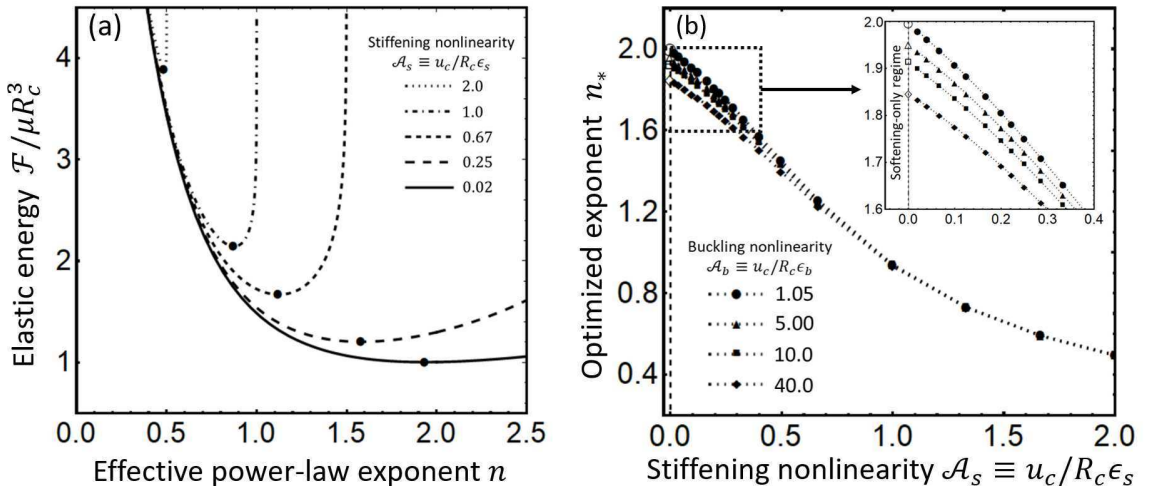 (a)
Elastic energy ℱ/μR_c^3
4
3
2
1
0.0 0.5 1.0 1.5 2.0 2.5
Effective power-law exponent n
Stiffening nonlinearity
𝒜_s ≡ u_c/R_cϵ_s
2.0
1.0
0.67
0.25
0.02
(b)
Optimized exponent n_*
2.0
1.6
1.2
0.8
0.4
0.0 0.5 1.0 1.5 2.0
Stiffening nonlinearity 𝒜_s ≡ u_c/R_cϵ_s
Buckling nonlinearity
𝒜_b ≡ u_c/R_cϵ_b
1.05
5.00
10.0
40.0
Softening-only regime
2.0
1.9
1.8
1.7
1.6
0.0 0.1 0.2 0.3 0.4